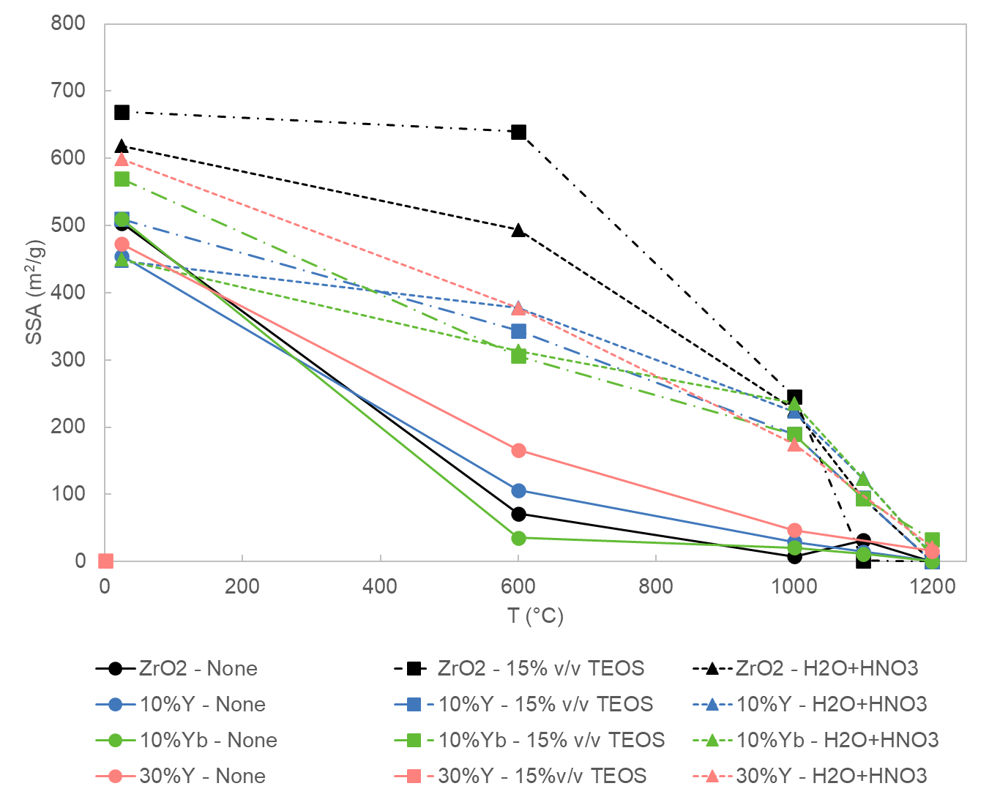 800
700
600
500
400
300
200
100
0
SSA (m²/g)
0 200 400 600 800 1000 1200
T (°C)
ZrO2 - None ZrO2 - 15% v/v TEOS ZrO2 - H2O+HNO3
10%Y - None 10%Y - 15% v/v TEOS 10%Y - H2O+HNO3
10%Yb - None 10%Yb - 15% v/v TEOS 10%Yb - H2O+HNO3
30%Y - None 30%Y - 15%v/v TEOS 30%Y - H2O+HNO3